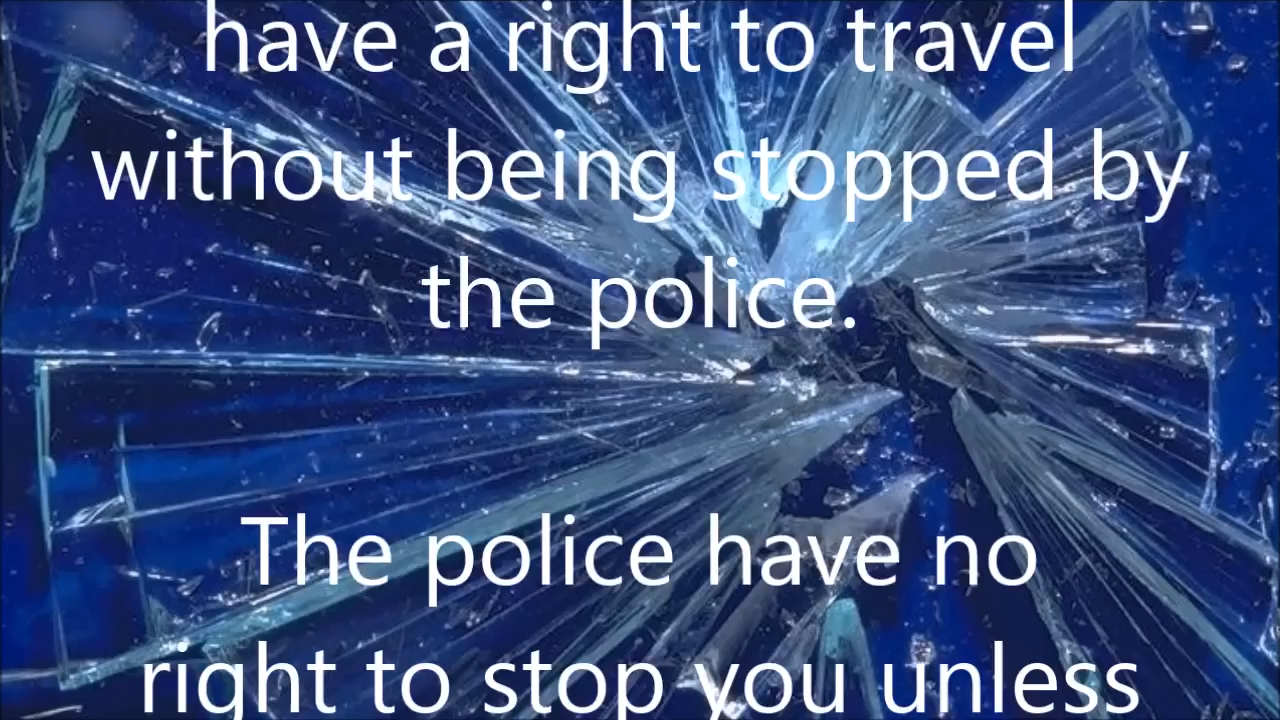 have a right to travel
without being stopped by
the police.
The police have no
right to stop you unless